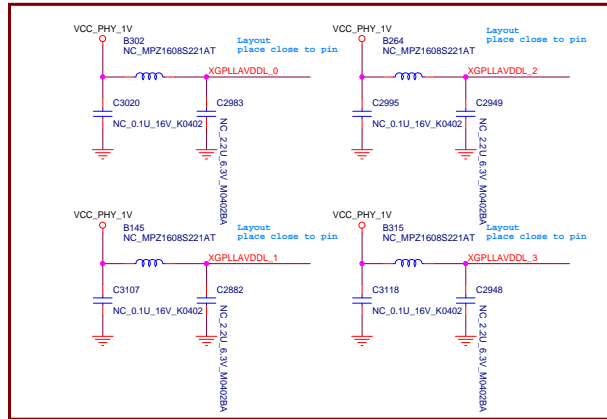 VCC_PHY_1V
B302
NC_MPZ1608S221AT
Layout
place close to pin
XGPLLAVDDL_0
C3020
NC_0.1U_16V_K0402
C2983
NC_2.2U_6.3V_M0402BA
VCC_PHY_1V
B264
NC_MPZ1608S221AT
Layout
place close to pin
XGPLLAVDDL_2
C2995
NC_0.1U_16V_K0402
C2949
NC_2.2U_6.3V_M0402BA
VCC_PHY_1V
B145
NC_MPZ1608S221AT
Layout
place close to pin
XGPLLAVDDL_1
C3107
NC_0.1U_16V_K0402
C2882
NC_2.2U_6.3V_M0402BA
VCC_PHY_1V
B315
NC_MPZ1608S221AT
Layout
place close to pin
XGPLLAVDDL_3
C3118
NC_0.1U_16V_K0402
C2948
NC_2.2U_6.3V_M0402BA